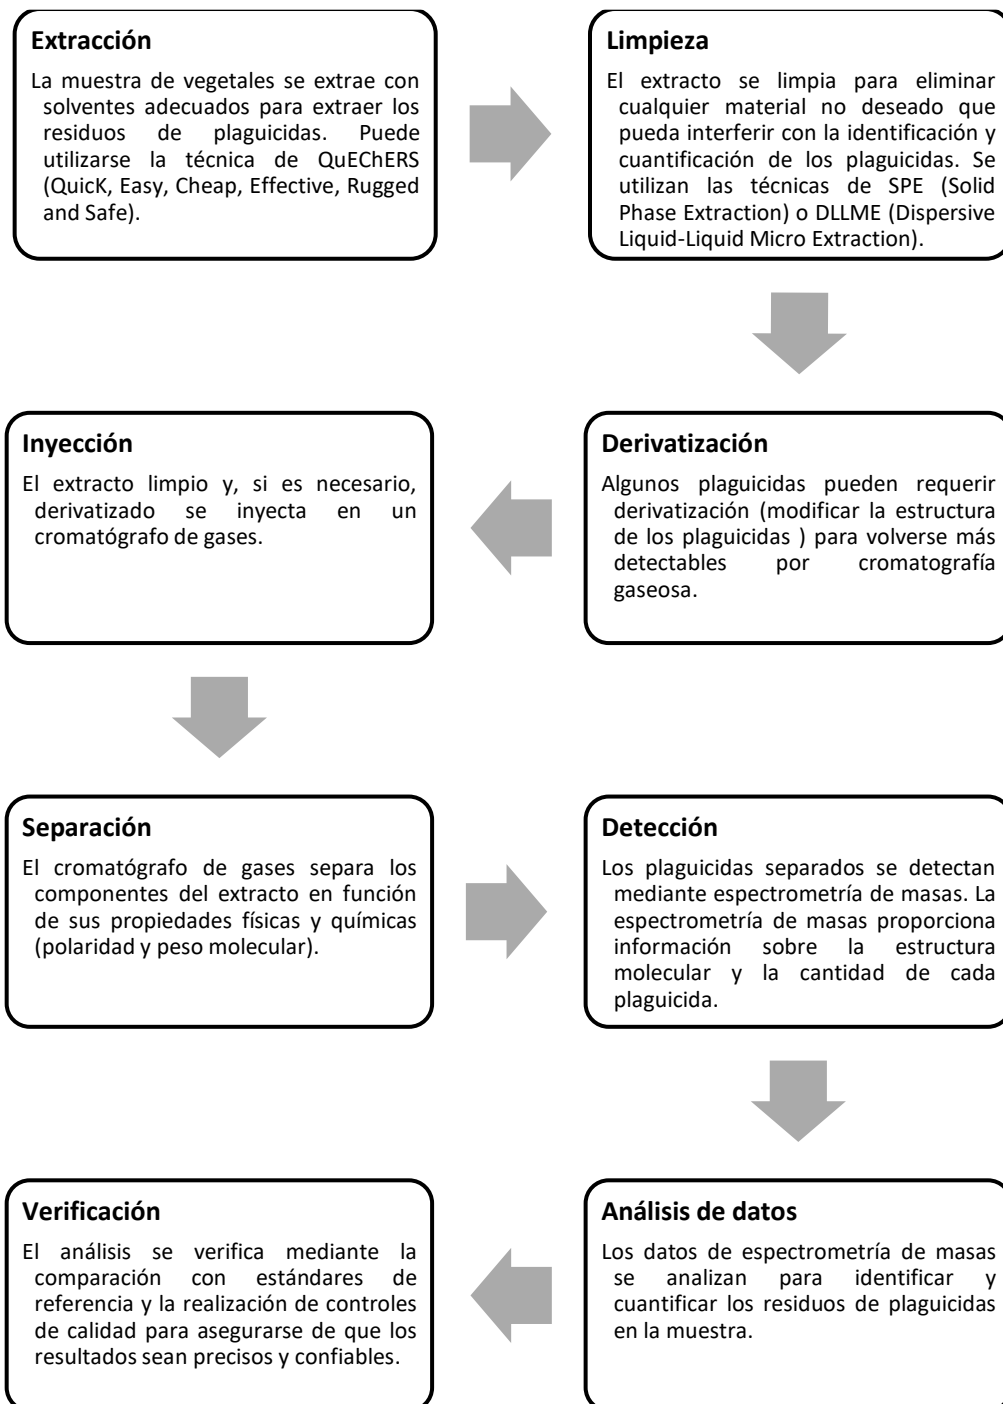 Extracción
La muestra de vegetales se extrae con
solventes adecuados para extraer los
residuos de plaguicidas. Puede
utilizarse la técnica de QuEChERS
(QuicK, Easy, Cheap, Effective, Rugged
and Safe).
Limpieza
El extracto se limpia para eliminar
cualquier material no deseado que
pueda interferir con la identificación y
cuantificación de los plaguicidas. Se
utilizan las técnicas de SPE (Solid
Phase Extraction) o DLLME (Dispersive
Liquid-Liquid Micro Extraction).
Derivatización
Algunos plaguicidas pueden requerir
derivatización (modificar la estructura
de los plaguicidas ) para volverse más
detectables por cromatografía
gaseosa.
Inyección
El extracto limpio y, si es necesario,
derivatizado se inyecta en un
cromatógrafo de gases.
Separación
El cromatógrafo de gases separa los
componentes del extracto en función
de sus propiedades físicas y químicas
(polaridad y peso molecular).
Detección
Los plaguicidas separados se detectan
mediante espectrometría de masas. La
espectrometría de masas proporciona
información sobre la estructura
molecular y la cantidad de cada
plaguicida.
Análisis de datos
Los datos de espectrometría de masas
se analizan para identificar y
cuantificar los residuos de plaguicidas
en la muestra.
Verificación
El análisis se verifica mediante la
comparación con estándares de
referencia y la realización de controles
de calidad para asegurarse de que los
resultados sean precisos y confiables.